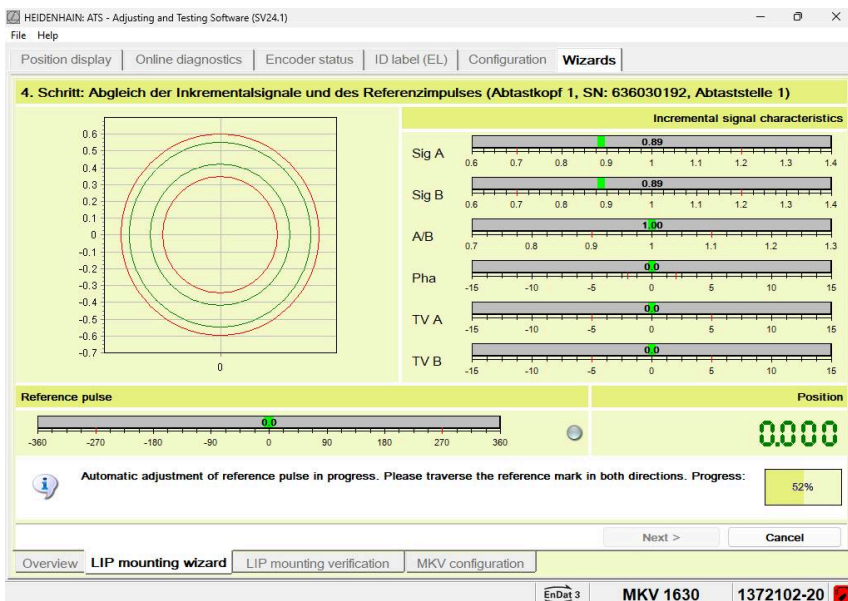 HEIDENHAIN: ATS - Adjusting and Testing Software (SV24.1)
File Help
Position display Online diagnostics Encoder status ID label (EL) Configuration Wizards
4. Schritt: Abgleich der Inkrementalsignale und des Referenzimpulses (Abtastkopf 1, SN: 636030192, Abtaststelle 1)
0.6
0.5
0.4
0.3
0.2
0.1
0
-0.1
-0.2
-0.3
-0.4
-0.5
-0.6
-0.7
0
Incremental signal characteristics
Sig A 0.89
0.6 0.7 0.8 0.9 1 1.1 1.2 1.3 1.4
Sig B 0.89
0.6 0.7 0.8 0.9 1 1.1 1.2 1.3 1.4
A/B 1.00
0.7 0.8 0.9 1 1.1 1.2 1.3
Pha 0.0
-15 -10 -5 0 5 10 15
TV A 0.0
-15 -10 -5 0 5 10 15
TV B 0.0
-15 -10 -5 0 5 10 15
Reference pulse
0.0
-360 -270 -180 -90 0 90 180 270 360
Position
0.000
Automatic adjustment of reference pulse in progress. Please traverse the reference mark in both directions. Progress: 52%
Next > Cancel
Overview LIP mounting wizard LIP mounting verification MKV configuration
EnDat 3 MKV 1630 1372102-20